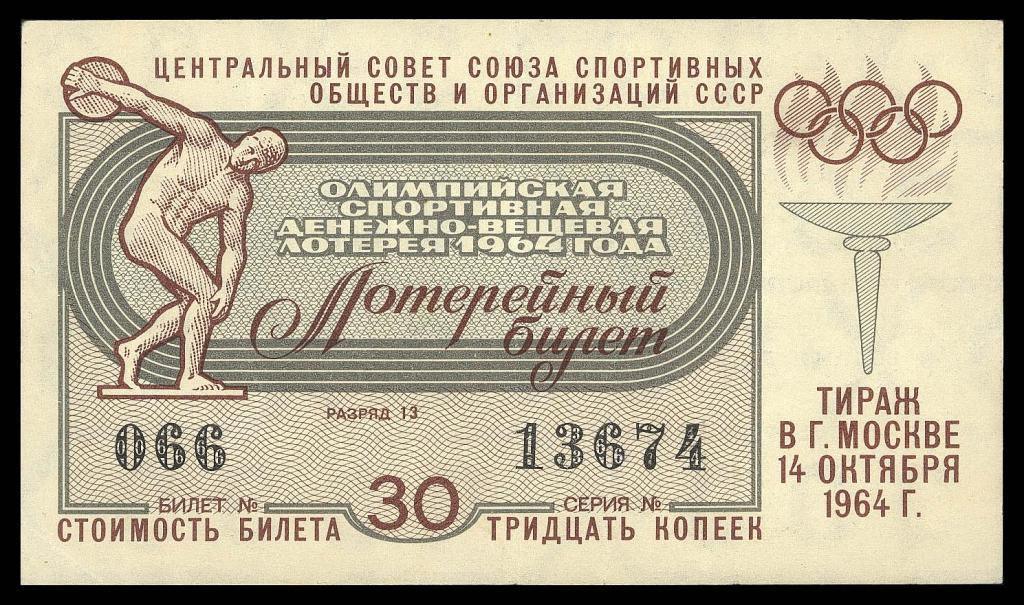 ЦЕНТРАЛЬНЫЙ СОВЕТ СОЮЗА СПОРТИВНЫХ
ОБЩЕСТВ И ОРГАНИЗАЦИЙ СССР
ОЛИМПИЙСКАЯ
СПОРТИВНАЯ
ДЕНЕЖНО-ВЕЩЕВАЯ
ЛОТЕРЕЯ 1964 ГОДА
Лотерейный
билет
РАЗРЯД 13
066
13674
БИЛЕТ №
СЕРИЯ №
СТОИМОСТЬ БИЛЕТА 30 ТРИДЦАТЬ КОПЕЕК
ТИРАЖ
В Г. МОСКВЕ
14 ОКТЯБРЯ
1964 Г.